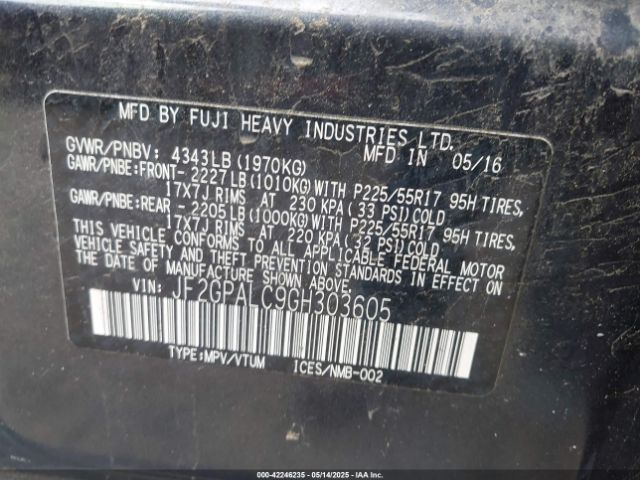 MFD BY FUJI HEAVY INDUSTRIES LTD.
GVWR/PNBV: 4343LB(1970KG) MFD IN 05/16
GAWR/PNBE:FRONT- 2227LB(1010KG)WITH P225/55R17 95H TIRES,
17X7J RIMS AT 230 KPA(33 PSI)COLD
GAWR/PNBE:REAR - 2205LB(1000KG)WITH P225/55R17 95H TIRES,
17X7J RIMS AT 220 KPA(32 PSI)COLD
THIS VEHICLE CONFORMS TO ALL APPLICABLE FEDERAL MOTOR
VEHICLE SAFETY AND THEFT PREVENTION STANDARDS IN EFFECT ON
THE DATE OF MANUFACTURE SHOWN ABOVE.
VIN: JF2GPALC9GH303605
TYPE:MPV/VTUM ICES/NMB-002
000-42246235 - 05/14/2025 - IAAI.COM